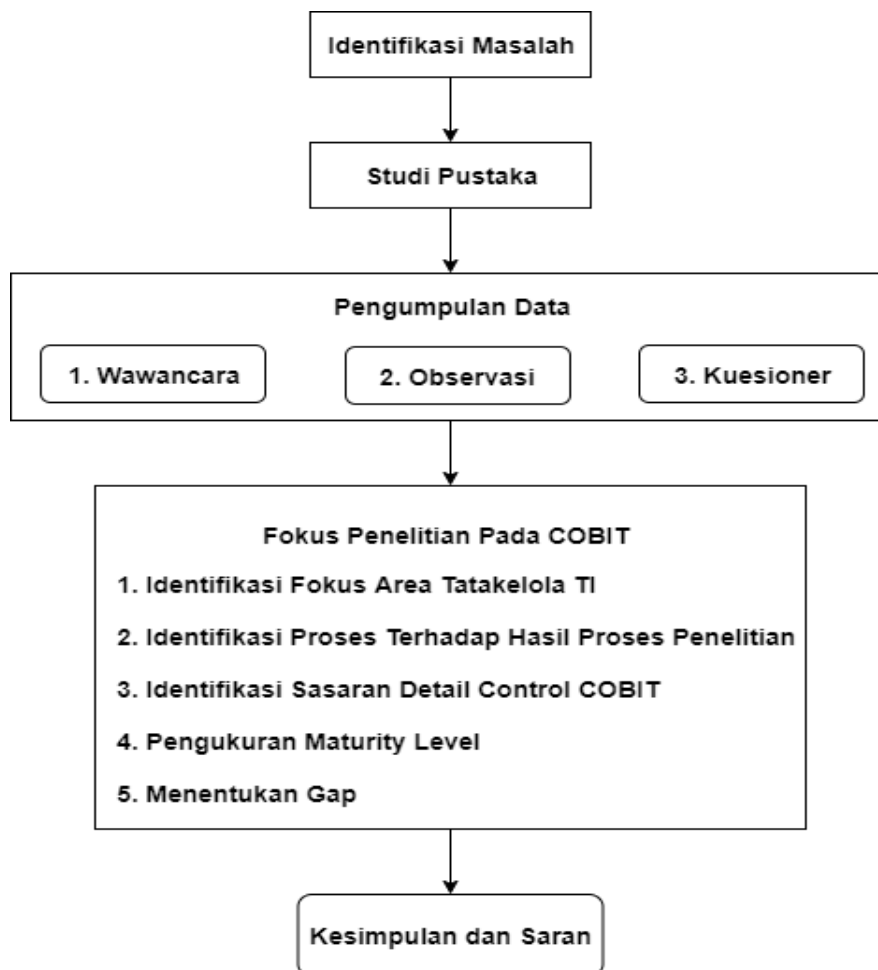 Identifikasi Masalah
Studi Pustaka
Pengumpulan Data
1. Wawancara
2. Observasi
3. Kuesioner
Fokus Penelitian Pada COBIT
1. Identifikasi Fokus Area Tatakelola TI
2. Identifikasi Proses Terhadap Hasil Proses Penelitian
3. Identifikasi Sasaran Detail Control COBIT
4. Pengukuran Maturity Level
5. Menentukan Gap
Kesimpulan dan Saran